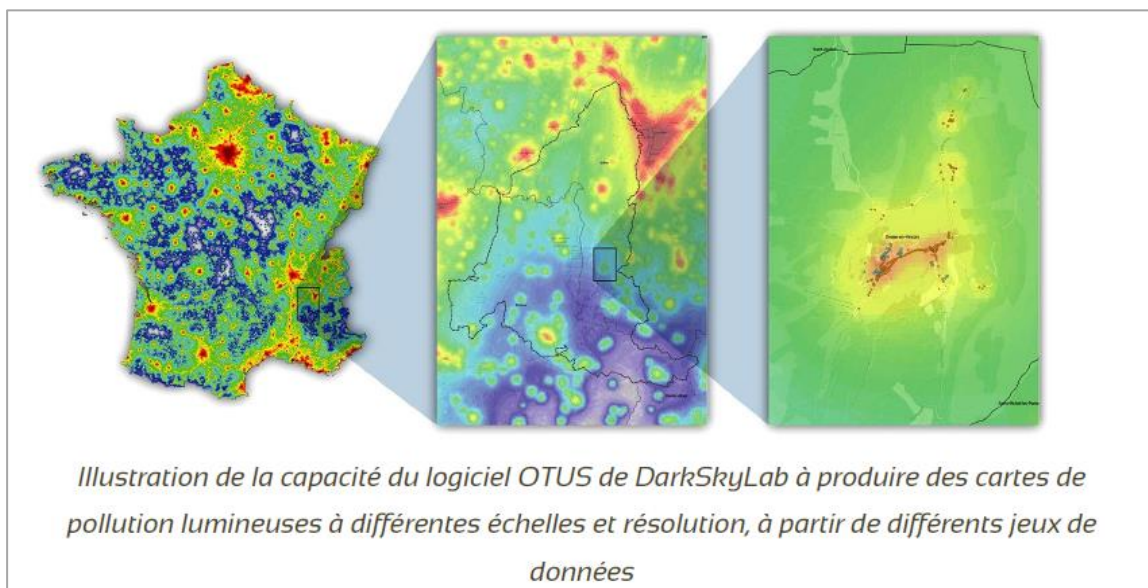 Illustration de la capacité du logiciel OTUS de DarkSkyLab à produire des cartes de
pollution lumineuses à différentes échelles et résolution, à partir de différents jeux de
données